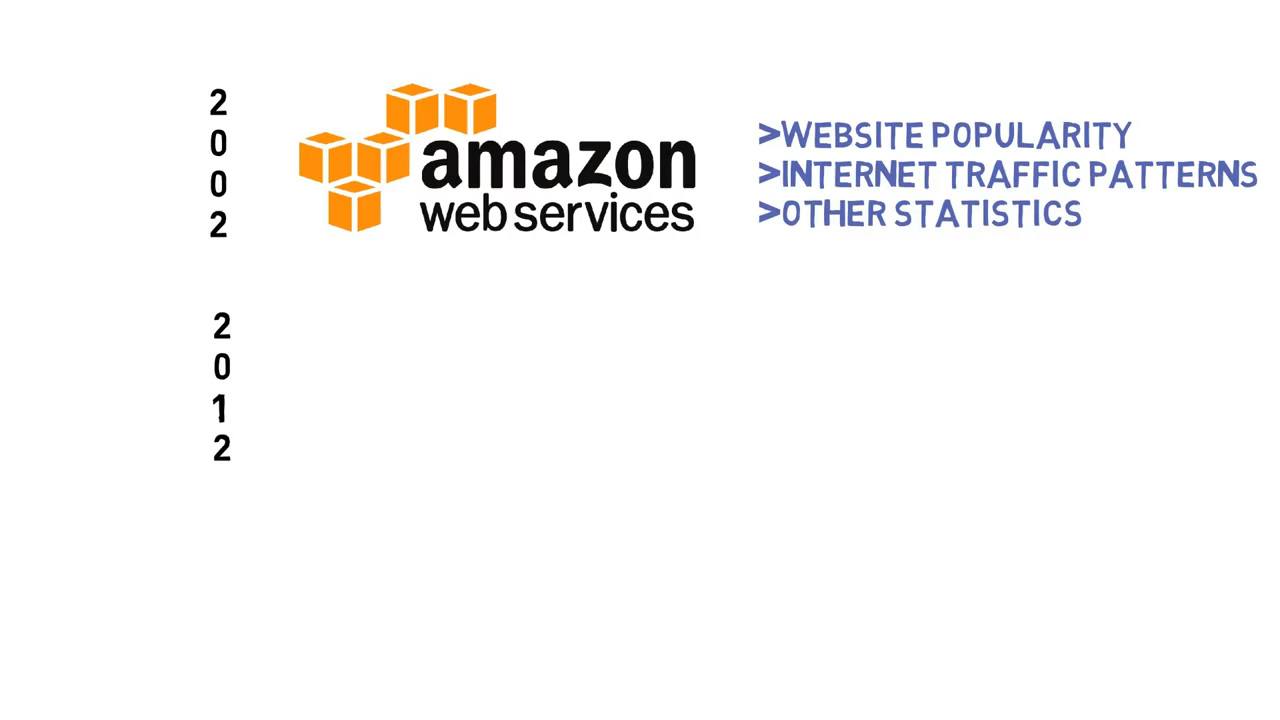 2
0
0
2
amazon
web services
>WEBSITE POPULARITY
>INTERNET TRAFFIC PATTERNS
>OTHER STATISTICS
2
0
1
2